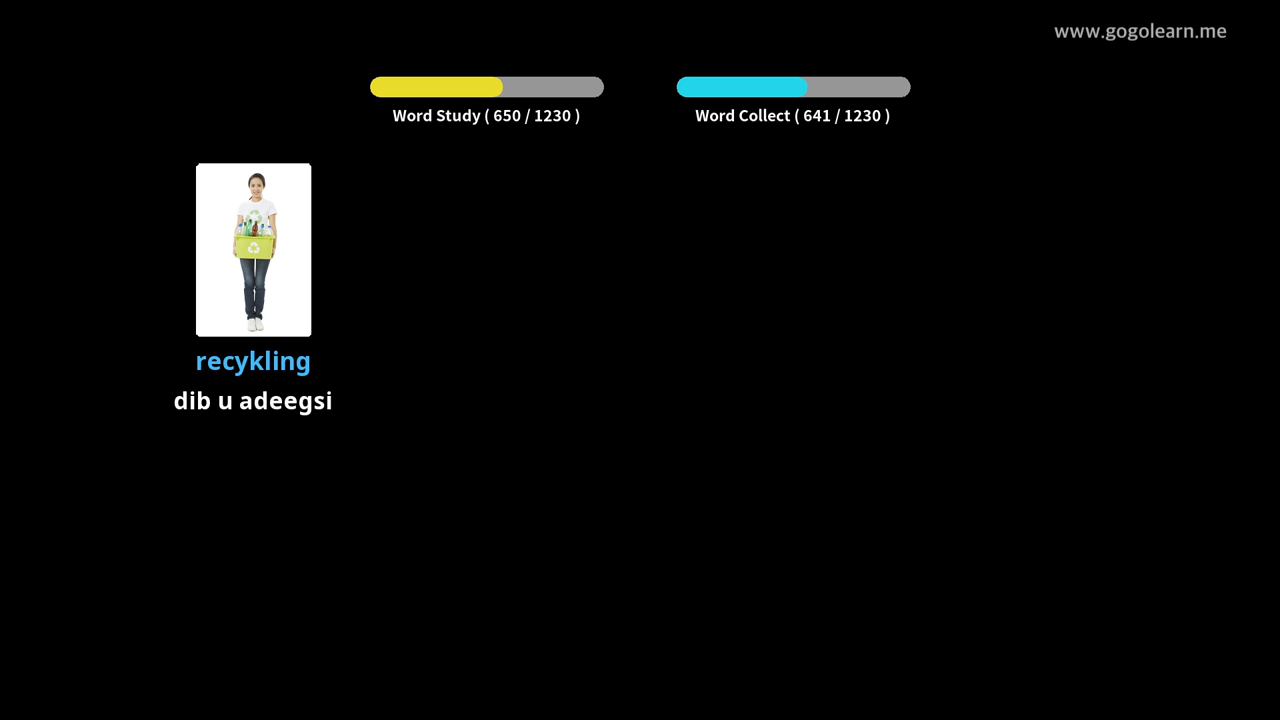 www.gogolearn.me
Word Study ( 650 / 1230 )
Word Collect ( 641 / 1230 )
recykling
dib u adeegsi